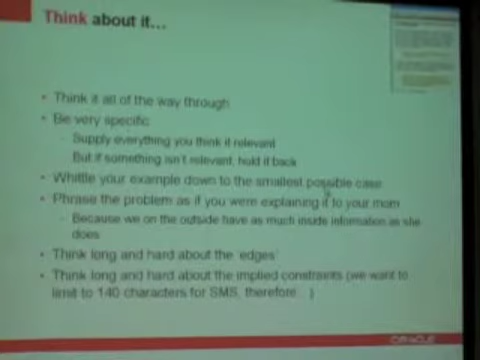 Think about it...
Think it all of the way through
Be very specific
Supply everything you think it relevant
But if something isn't relevant, hold it back
Whittle your example down to the smallest possible case
Phrase the problem as if you were explaining it to your mom
Because we on the outside have as much inside information as she
does
Think long and hard about the 'edges'
Think long and hard about the implied constraints (we want to
limit to 140 characters for SMS, therefore...)
ORACLE